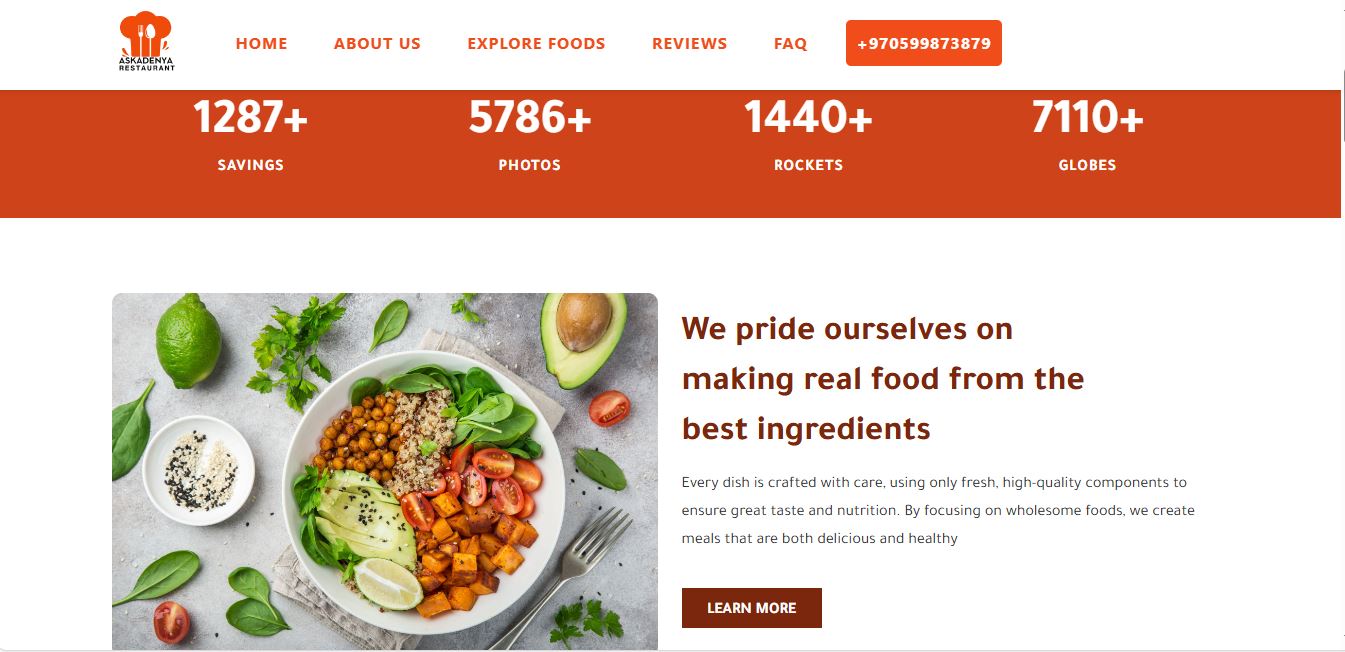 ASKADENYA
RESTAURANT
HOME ABOUT US EXPLORE FOODS REVIEWS FAQ +970599873879
1287+ 5786+ 1440+ 7110+
SAVINGS PHOTOS ROCKETS GLOBES
We pride ourselves on
making real food from the
best ingredients
Every dish is crafted with care, using only fresh, high-quality components to
ensure great taste and nutrition. By focusing on wholesome foods, we create
meals that are both delicious and healthy
LEARN MORE